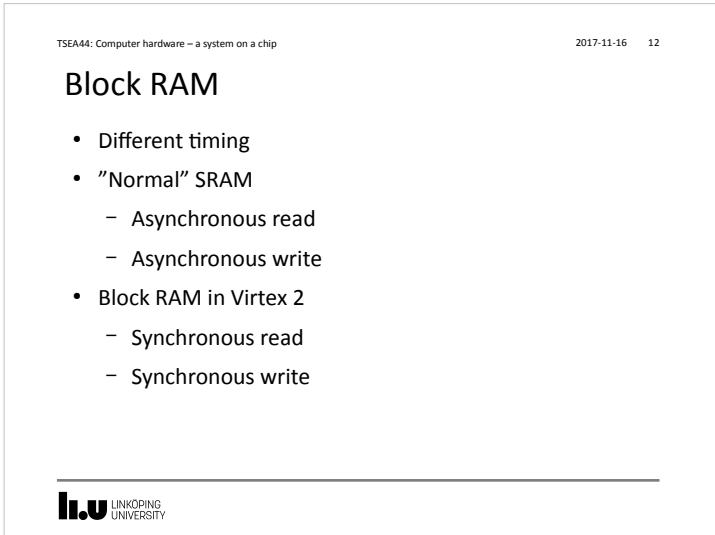 TSEA44: Computer hardware – a system on a chip 2017-11-16 12
Block RAM
• Different timing
• ”Normal” SRAM
– Asynchronous read
– Asynchronous write
• Block RAM in Virtex 2
– Synchronous read
– Synchronous write
li.u LINKÖPING
UNIVERSITY